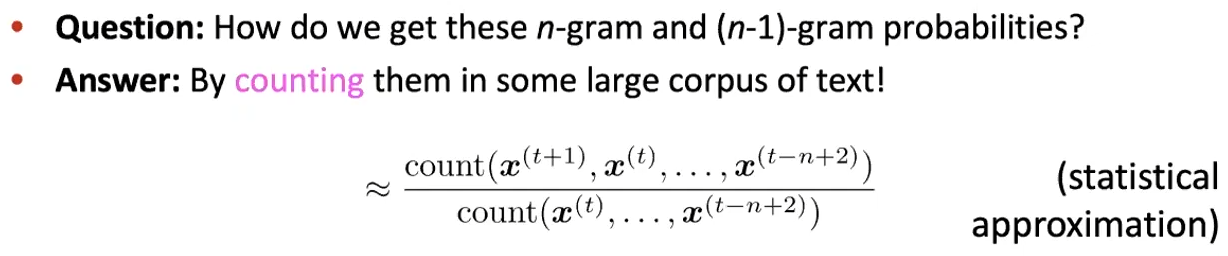 • Question: How do we get these n-gram and (n-1)-gram probabilities?
• Answer: By counting them in some large corpus of text!
≈ count(x^(t+1), x^(t), . . . , x^(t−n+2)) / count(x^(t), . . . , x^(t−n+2))
(statistical
approximation)